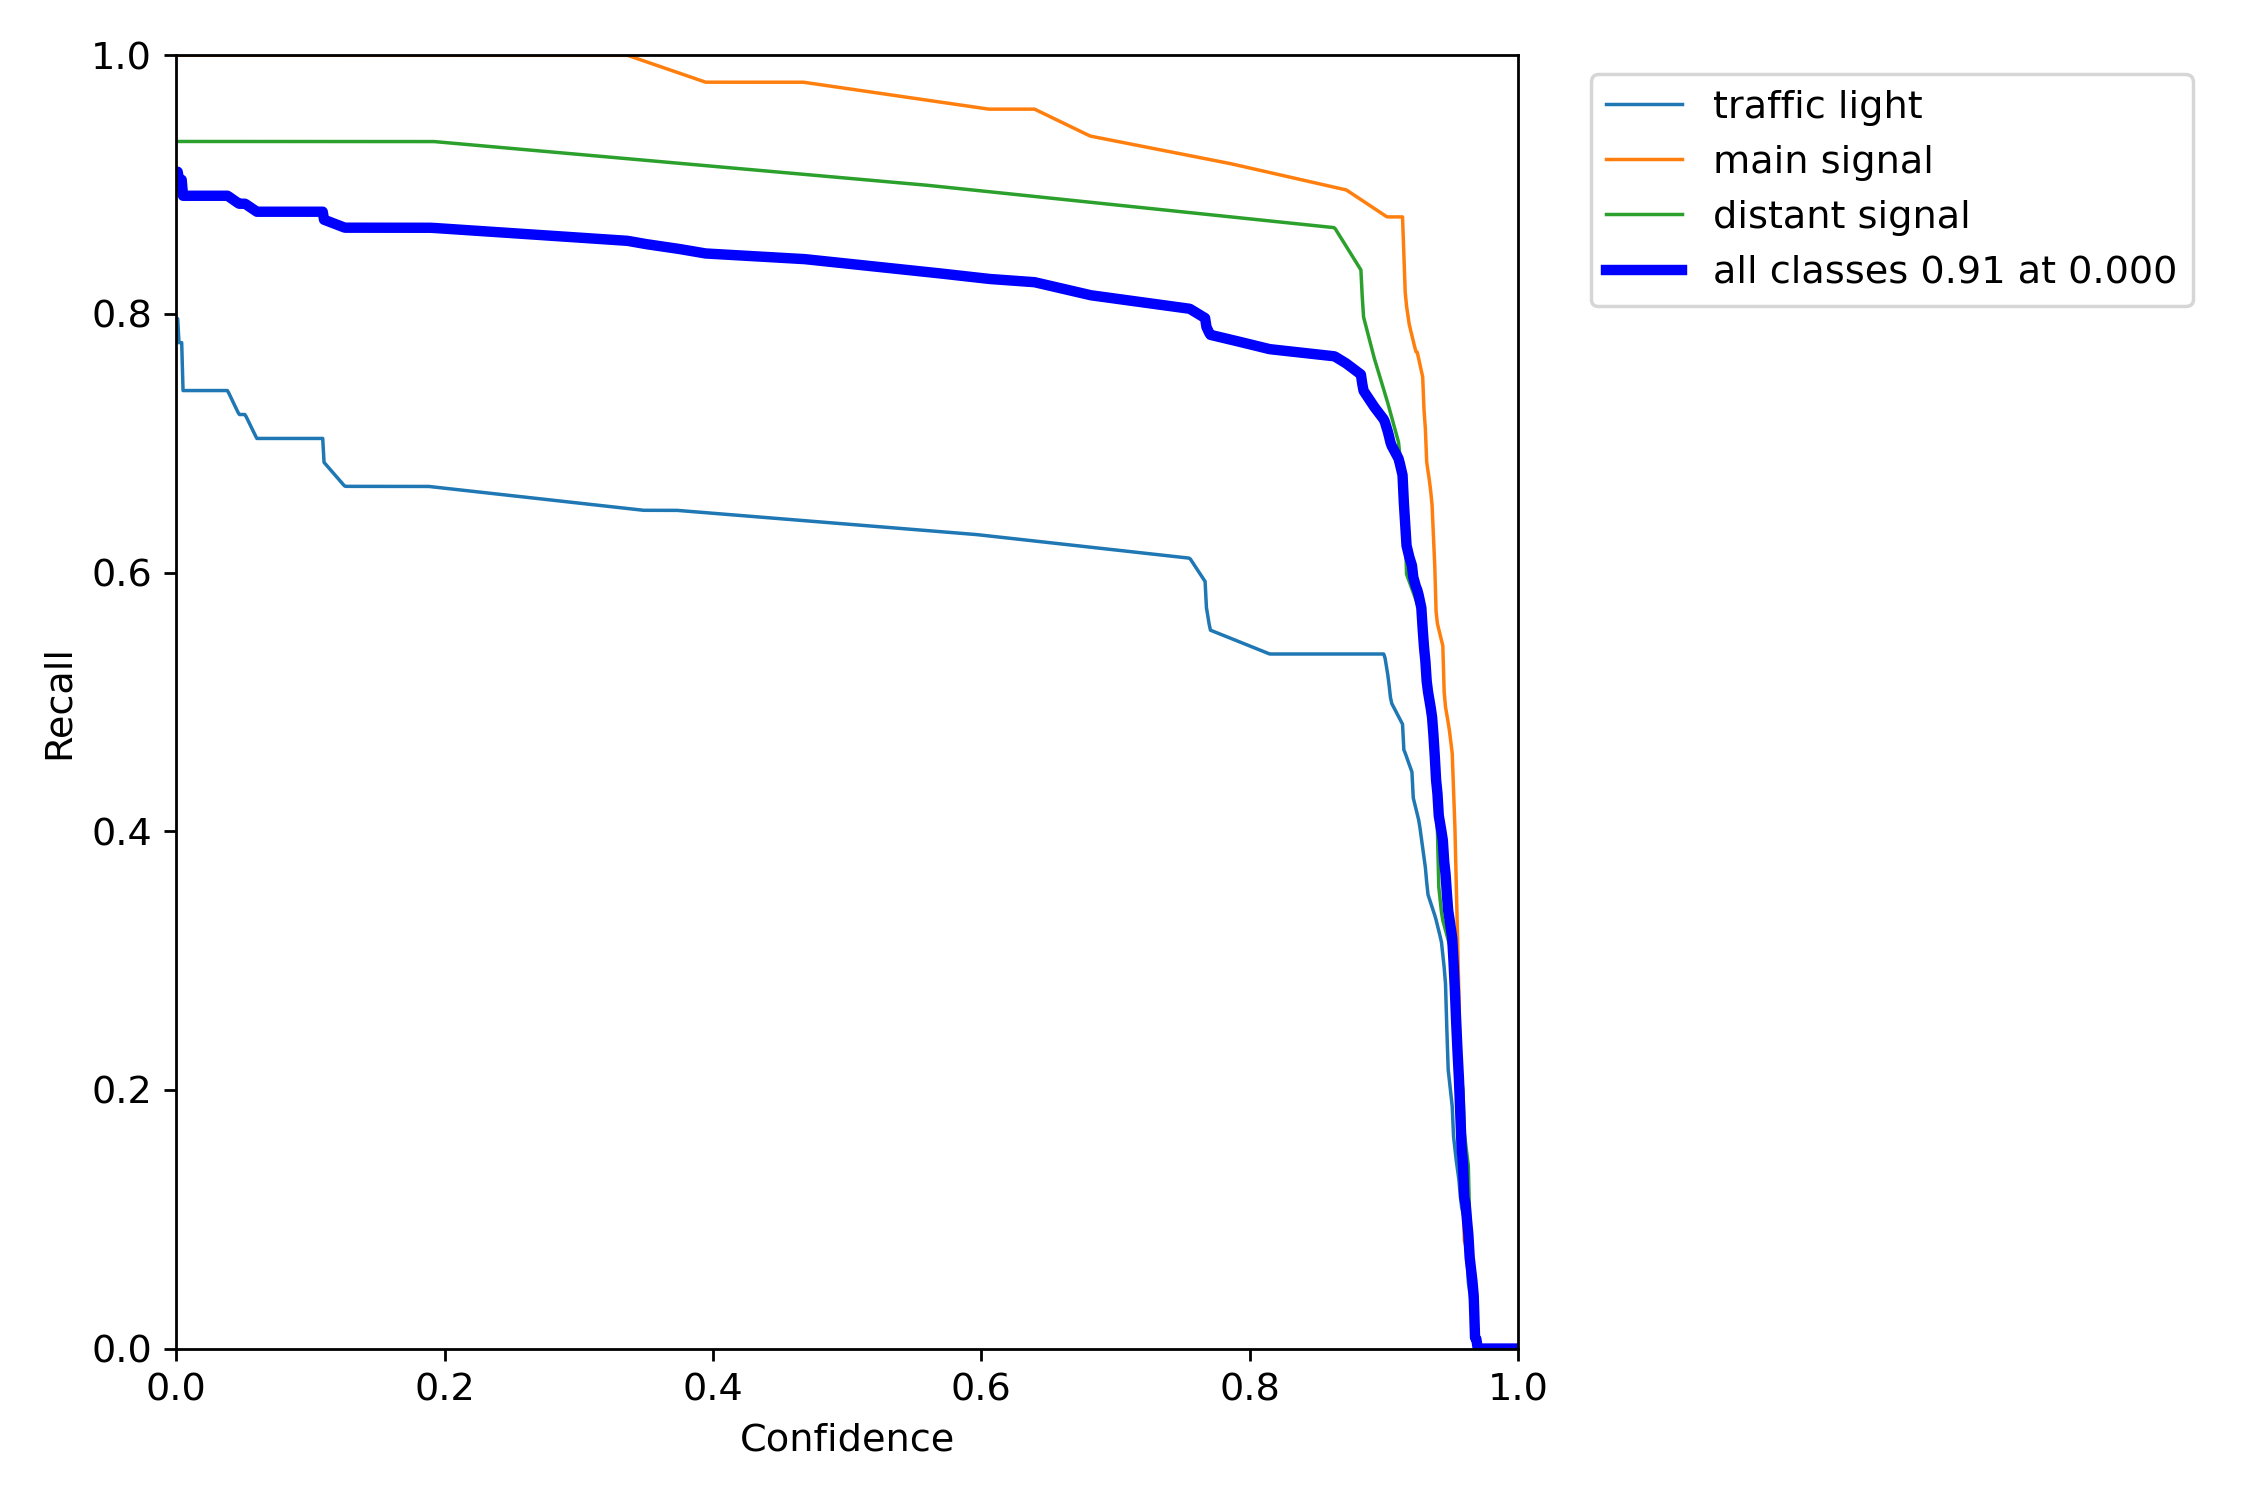 1.0
0.8
0.6
0.4
0.2
0.0
Recall
0.0 0.2 0.4 0.6 0.8 1.0
Confidence
traffic light
main signal
distant signal
all classes 0.91 at 0.000